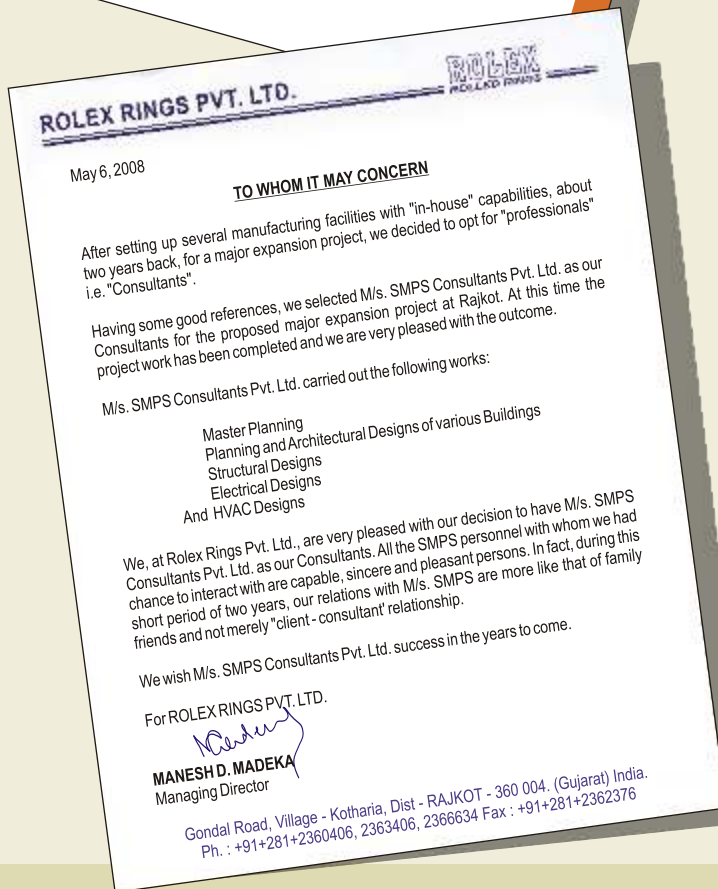 ROLEX RINGS PVT. LTD.
ROLEX
ROLLED RINGS
May 6, 2008
TO WHOM IT MAY CONCERN
After setting up several manufacturing facilities with "in-house" capabilities, about
two years back, for a major expansion project, we decided to opt for "professionals"
i.e. "Consultants".
Having some good references, we selected M/s. SMPS Consultants Pvt. Ltd. as our
Consultants for the proposed major expansion project at Rajkot. At this time the
project work has been completed and we are very pleased with the outcome.
M/s. SMPS Consultants Pvt. Ltd. carried out the following works:
Master Planning
Planning and Architectural Designs of various Buildings
Structural Designs
Electrical Designs
And HVAC Designs
We, at Rolex Rings Pvt. Ltd., are very pleased with our decision to have M/s. SMPS
Consultants Pvt. Ltd. as our Consultants. All the SMPS personnel with whom we had
chance to interact with are capable, sincere and pleasant persons. In fact, during this
short period of two years, our relations with M/s. SMPS are more like that of family
friends and not merely "client - consultant' relationship.
We wish M/s. SMPS Consultants Pvt. Ltd. success in the years to come.
For ROLEX RINGS PVT. LTD.
MANESH D. MADEKA
Managing Director
Gondal Road, Village - Kotharia, Dist - RAJKOT - 360 004. (Gujarat) India.
Ph. : +91+281+2360406, 2363406, 2366634 Fax : +91+281+2362376